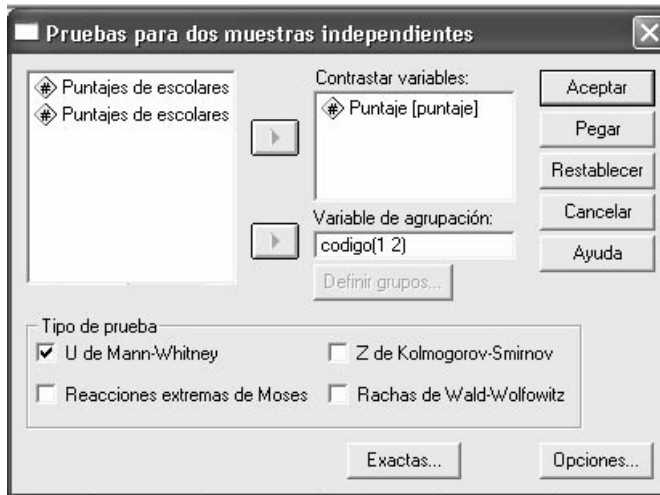 Pruebas para dos muestras independientes
Puntajes de escolares
Puntajes de escolares
Contrastar variables:
Puntaje [puntaje]
Variable de agrupación:
codigo(1 2)
Definir grupos...
Aceptar
Pegar
Restablecer
Cancelar
Ayuda
Tipo de prueba
U de Mann-Whitney
Z de Kolmogorov-Smirnov
Reacciones extremas de Moses
Rachas de Wald-Wolfowitz
Exactas...
Opciones...